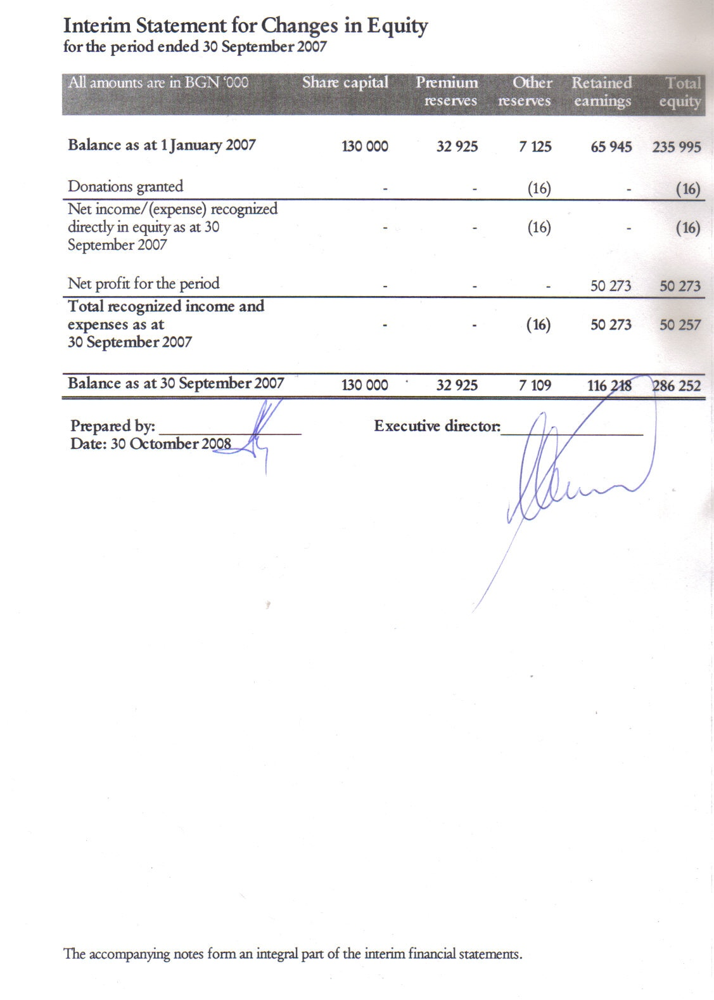 Interim Statement for Changes in Equity
for the period ended 30 September 2007
All amounts are in BGN ‘000 Share capital Premium reserves Other reserves Retained earnings Total equity
Balance as at 1 January 2007 130 000 32 925 7 125 65 945 235 995
Donations granted - - (16) - (16)
Net income/(expense) recognized
directly in equity as at 30 - - (16) - (16)
September 2007
Net profit for the period - - - 50 273 50 273
Total recognized income and
expenses as at - - (16) 50 273 50 257
30 September 2007
Balance as at 30 September 2007 130 000 32 925 7 109 116 218 286 252
Prepared by: Executive director:
Date: 30 Octomber 2008
The accompanying notes form an integral part of the interim financial statements.